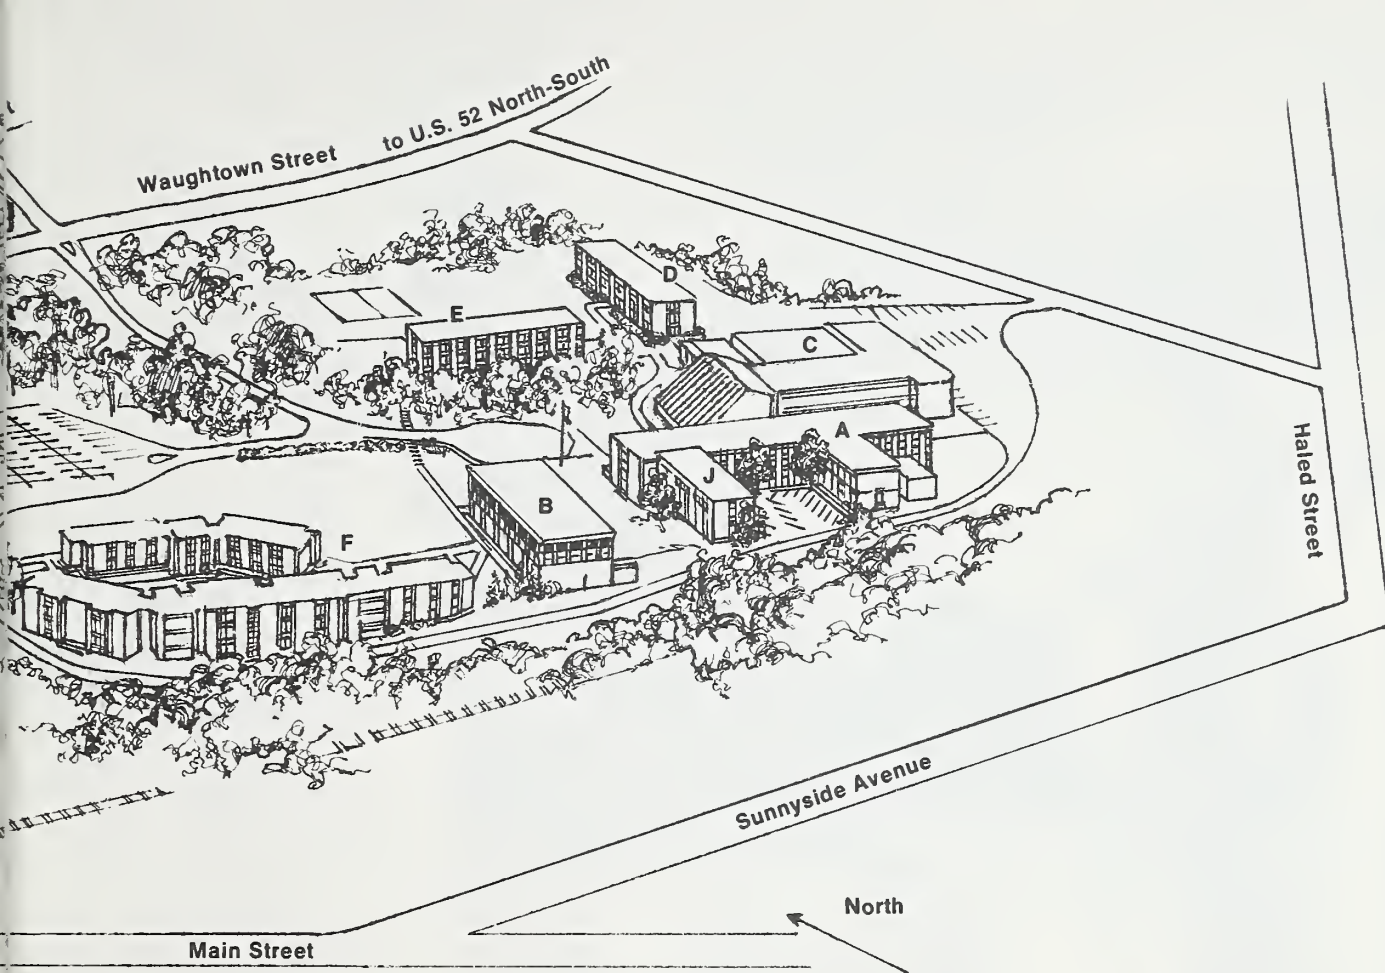 Waughtown Street
to U.S. 52 North-South
D
E
C
A
J
B
F
Haled Street
Sunnyside Avenue
North
Main Street